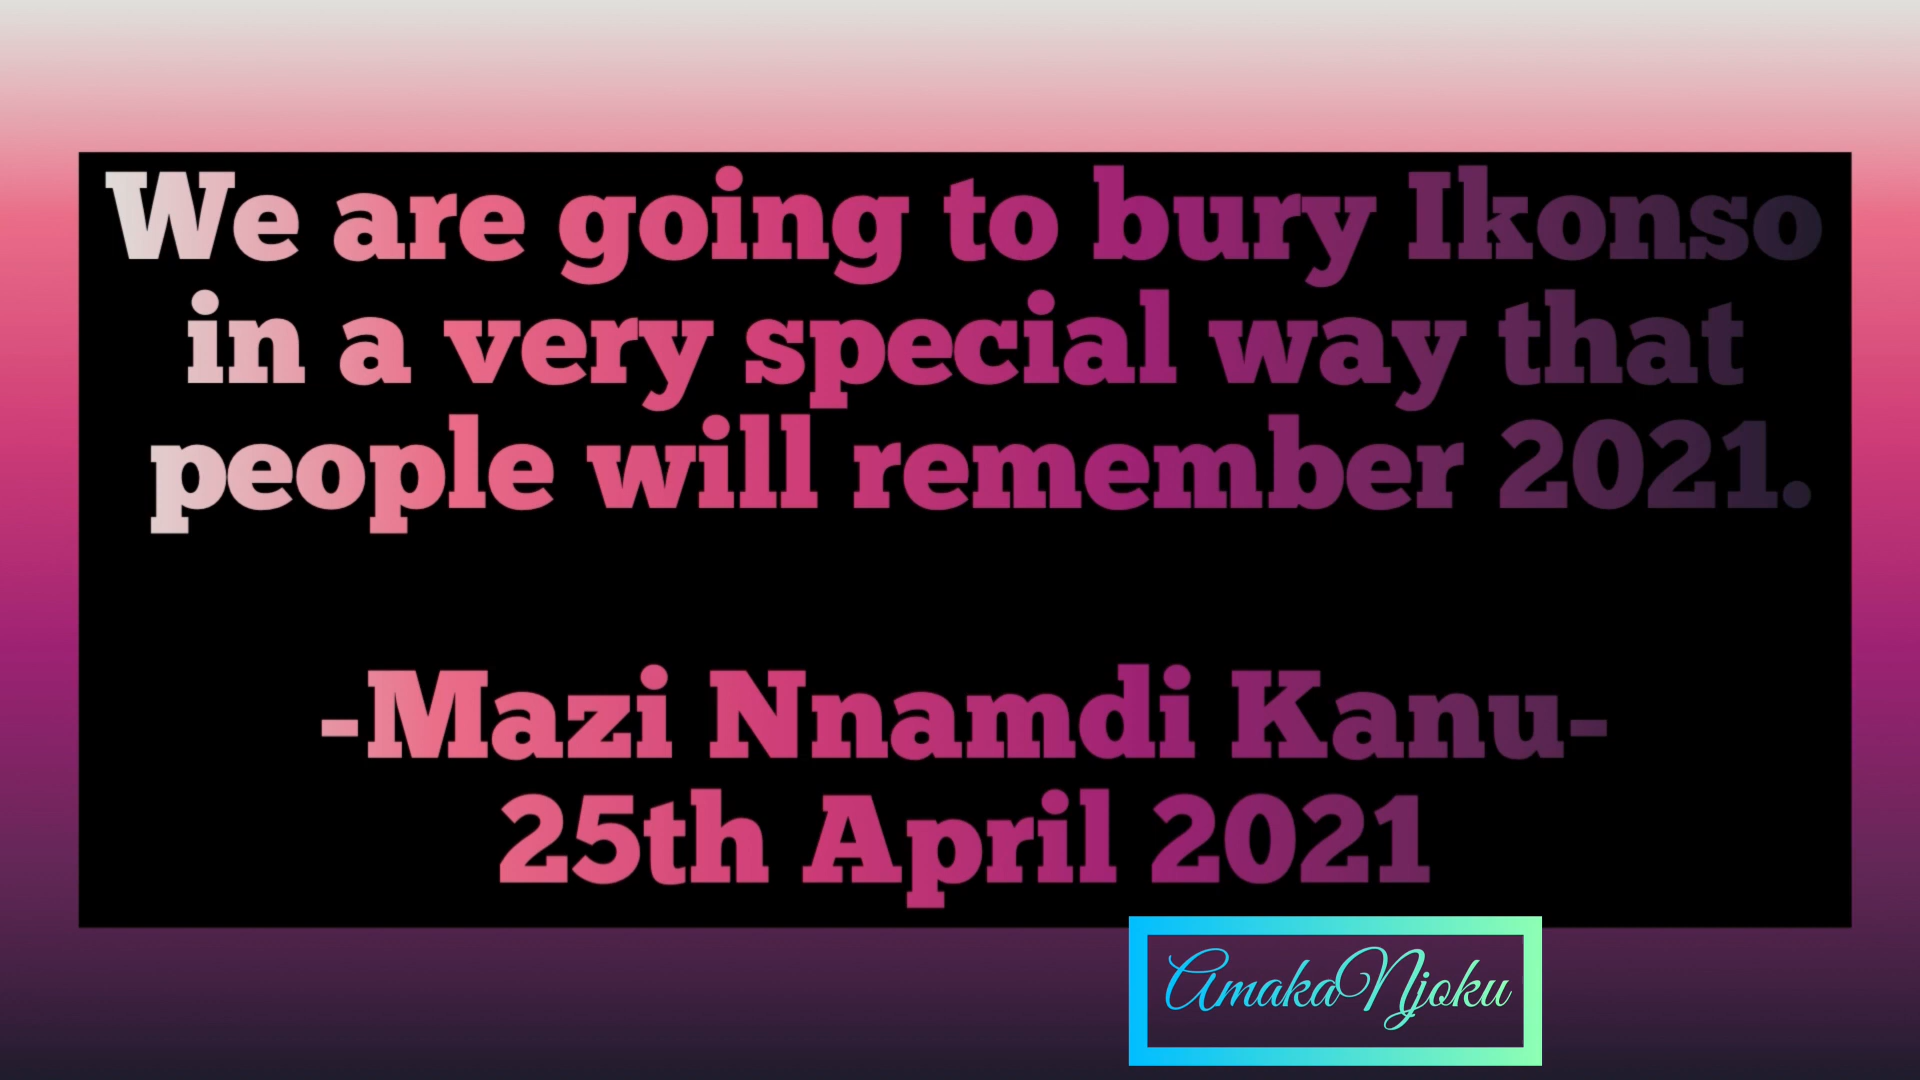 We are going to bury Ikonso
in a very special way that
people will remember 2021.
-Mazi Nnamdi Kanu-
25th April 2021
AmakaNjoku